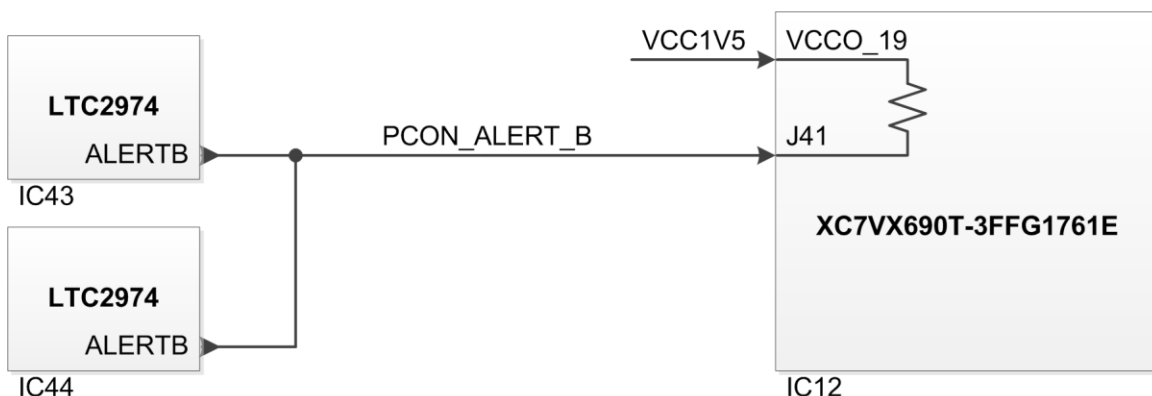 VCC1V5
VCCO_19
LTC2974
ALERTB
IC43
PCON_ALERT_B
J41
XC7VX690T-3FFG1761E
LTC2974
ALERTB
IC44
IC12